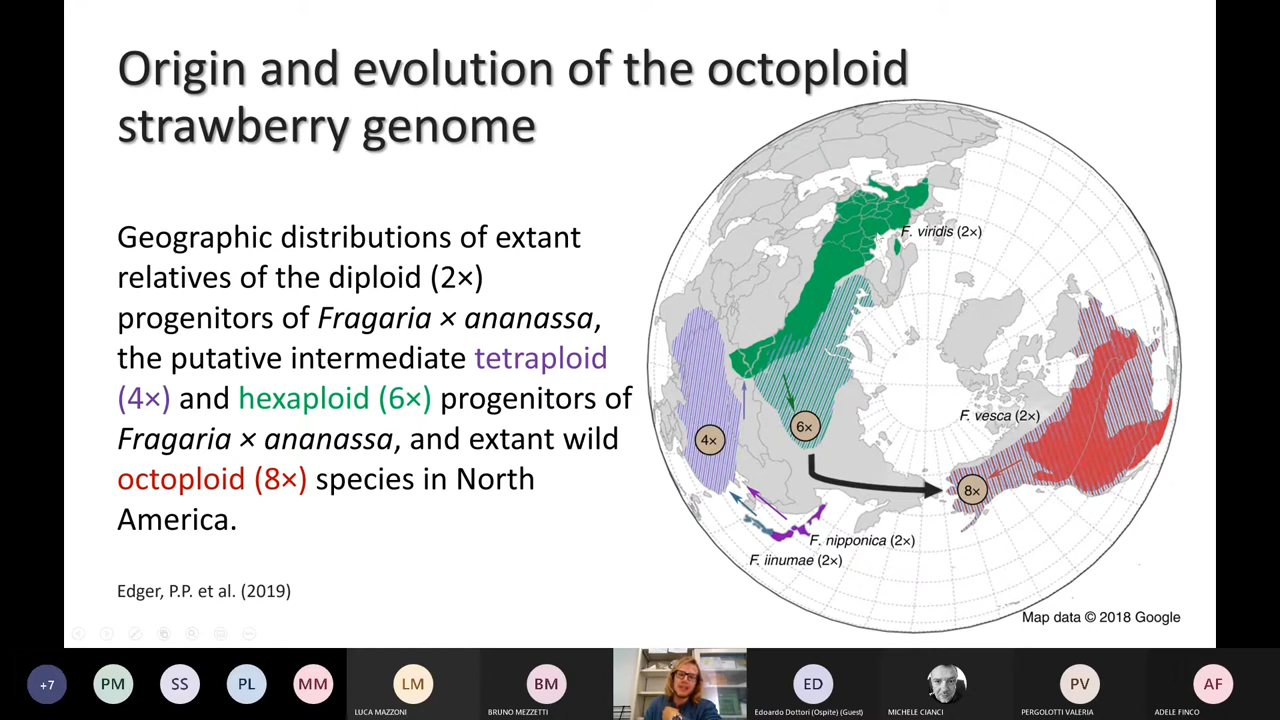 Origin and evolution of the octoploid
strawberry genome
Geographic distributions of extant
relatives of the diploid (2×)
progenitors of Fragaria × ananassa,
the putative intermediate tetraploid
(4×) and hexaploid (6×) progenitors of
Fragaria × ananassa, and extant wild
octoploid (8×) species in North
America.
Edger, P.P. et al. (2019)
F. viridis (2×)
F. vesca (2×)
6×
4×
8×
F. nipponica (2×)
F. iinumae (2×)
Map data © 2018 Google
+7
PM
SS
PL
MM
LM
LUCA MAZZONI
BM
BRUNO MEZZETTI
ED
Edoardo Dottori (Ospite) (Guest)
MICHELE CIANCI
PV
PERGOLOTTI VALERIA
AF
ADELE FINCO